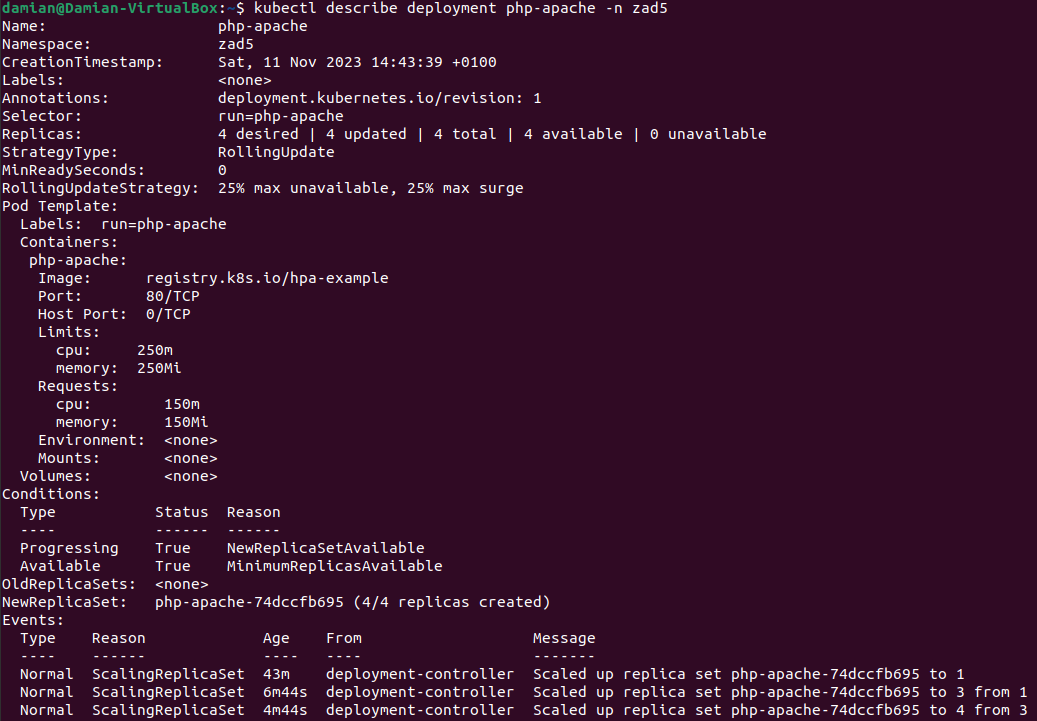 damian@Damian-VirtualBox:~$ kubectl describe deployment php-apache -n zad5
Name:                   php-apache
Namespace:              zad5
CreationTimestamp:      Sat, 11 Nov 2023 14:43:39 +0100
Labels:                 <none>
Annotations:            deployment.kubernetes.io/revision: 1
Selector:               run=php-apache
Replicas:               4 desired | 4 updated | 4 total | 4 available | 0 unavailable
StrategyType:           RollingUpdate
MinReadySeconds:        0
RollingUpdateStrategy:  25% max unavailable, 25% max surge
Pod Template:
  Labels:  run=php-apache
  Containers:
   php-apache:
    Image:      registry.k8s.io/hpa-example
    Port:       80/TCP
    Host Port:  0/TCP
    Limits:
      cpu:     250m
      memory:  250Mi
    Requests:
      cpu:        150m
      memory:     150Mi
    Environment:  <none>
    Mounts:       <none>
  Volumes:        <none>
Conditions:
  Type           Status  Reason
  ----           ------  ------
  Progressing    True    NewReplicaSetAvailable
  Available      True    MinimumReplicasAvailable
OldReplicaSets:  <none>
NewReplicaSet:   php-apache-74dccfb695 (4/4 replicas created)
Events:
  Type    Reason             Age    From                   Message
  ----    ------             ----   ----                   -------
  Normal  ScalingReplicaSet  43m    deployment-controller  Scaled up replica set php-apache-74dccfb695 to 1
  Normal  ScalingReplicaSet  6m44s  deployment-controller  Scaled up replica set php-apache-74dccfb695 to 3 from 1
  Normal  ScalingReplicaSet  4m44s  deployment-controller  Scaled up replica set php-apache-74dccfb695 to 4 from 3